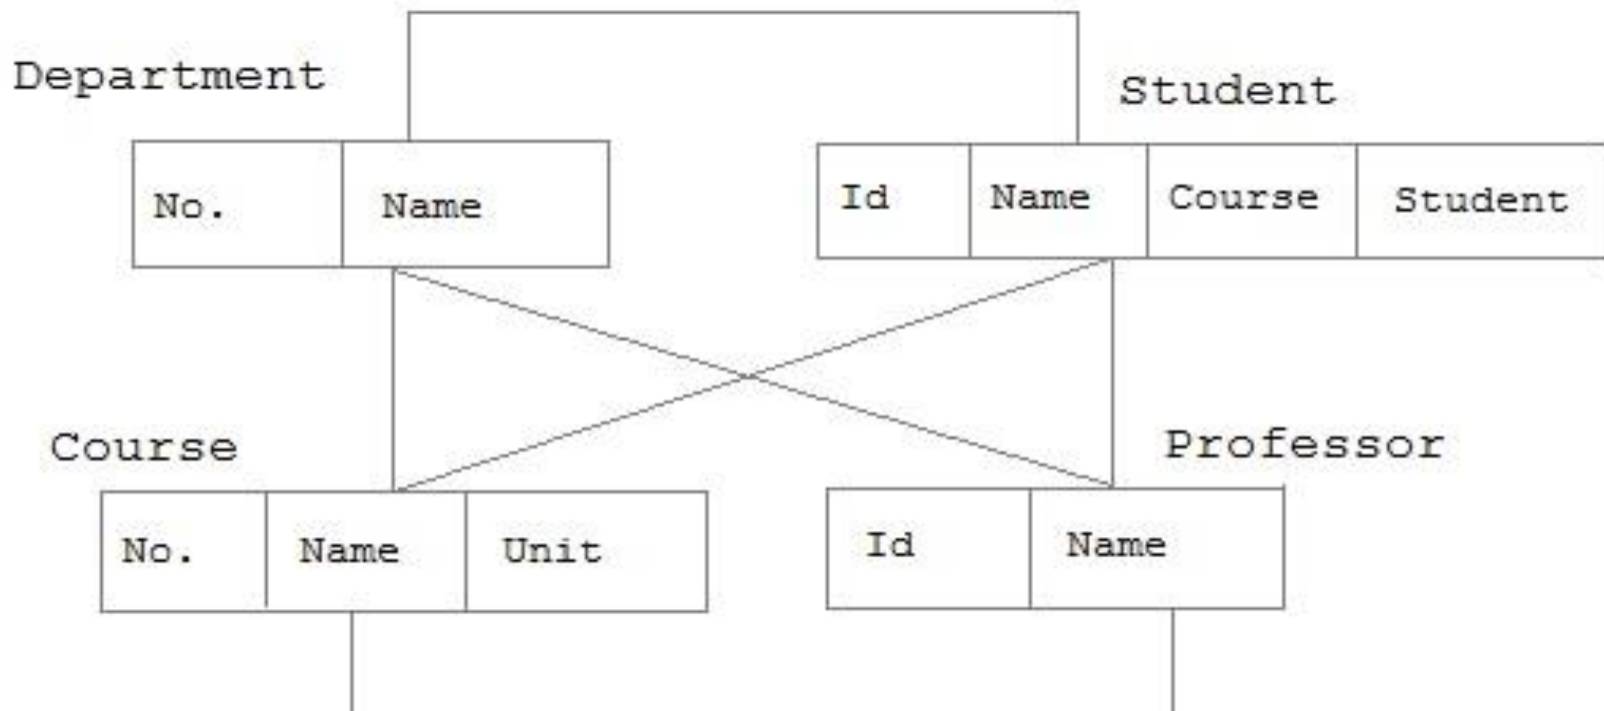 Department
Student
No. Name
Id Name Course Student
Course
Professor
No. Name Unit
Id Name